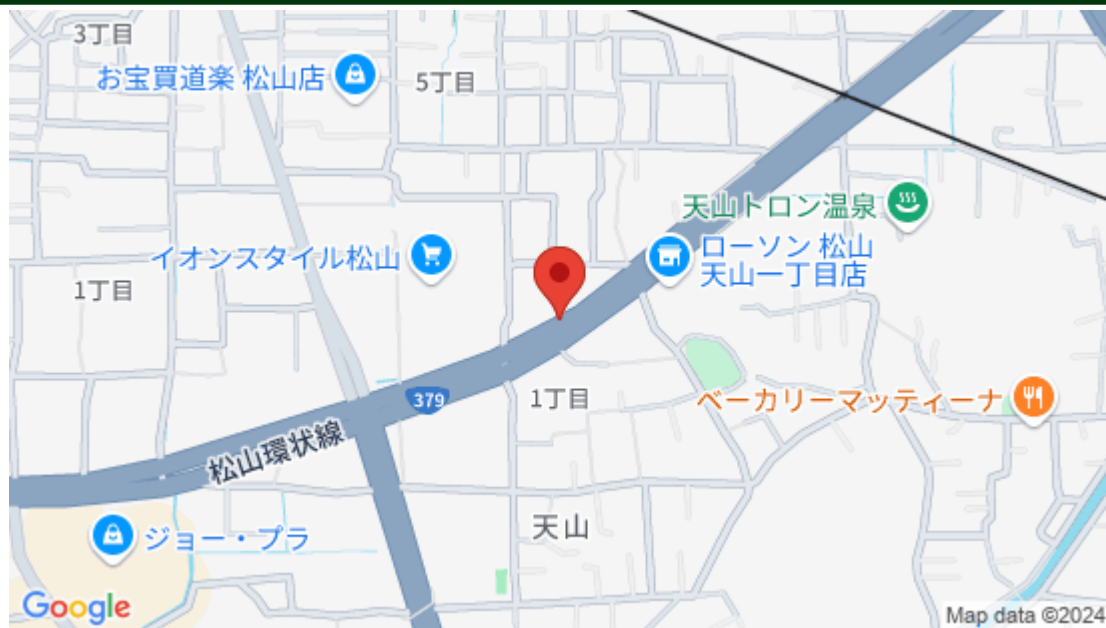 3丁目
お宝買道楽 松山店
5丁目
天山トロン温泉
イオンスタイル松山
ローソン 松山
天山一丁目店
1丁目
379
1丁目
ベーカリーマッティーナ
松山環状線
天山
ジョー・プラ
Google
Map data ©2024